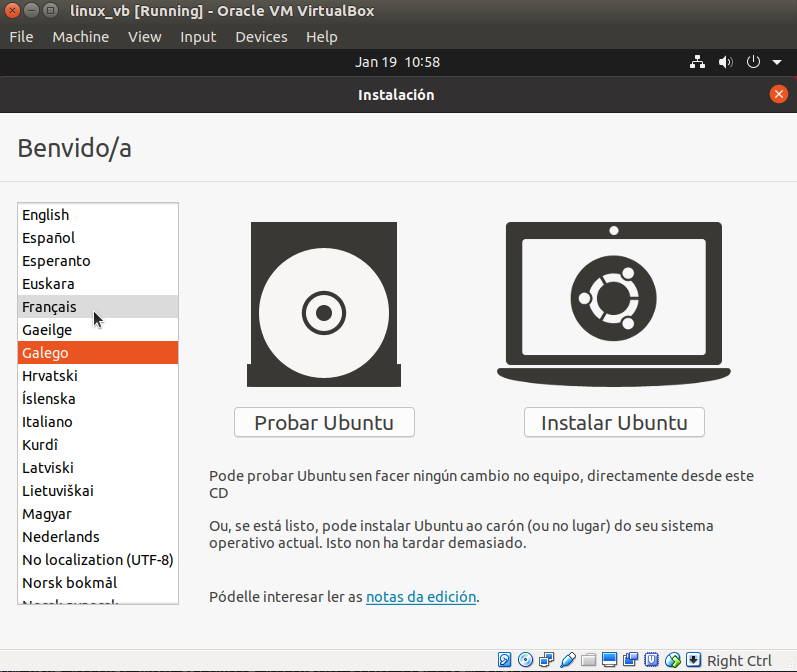 linux_vb [Running] - Oracle VM VirtualBox
File Machine View Input Devices Help
Jan 19 10:58
Instalación
Benvido/a
English
Español
Esperanto
Euskara
Français
Gaeilge
Galego
Hrvatski
Íslenska
Italiano
Kurdî
Latviski
Lietuviškai
Magyar
Nederlands
No localization (UTF-8)
Norsk bokmål
Probar Ubuntu
Instalar Ubuntu
Pode probar Ubuntu sen facer ningún cambio no equipo, directamente desde este
CD
Ou, se está listo, pode instalar Ubuntu ao carón (ou no lugar) do seu sistema
operativo actual. Isto non ha tardar demasiado.
Pódelle interesar ler as notas da edición.
Right Ctrl